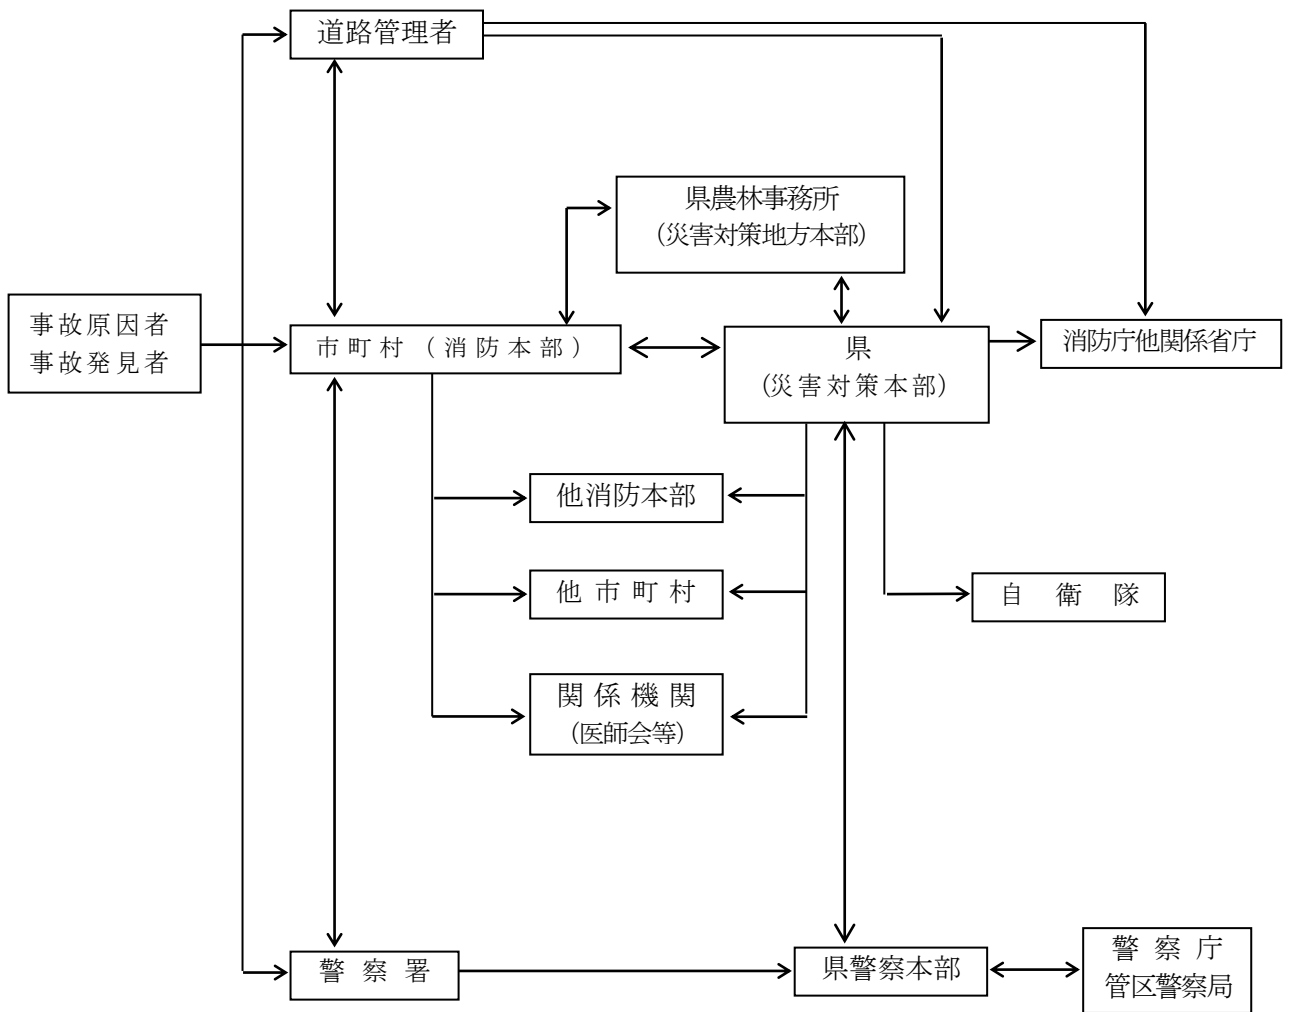 道路管理者
県農林事務所
（災害対策地方本部）
事故原因者
事故発見者
市町村（消防本部）
県
（災害対策本部）
消防庁他関係省庁
他消防本部
他市町村
自衛隊
関係機関
（医師会等）
警察署
県警察本部
警察庁
管区警察局